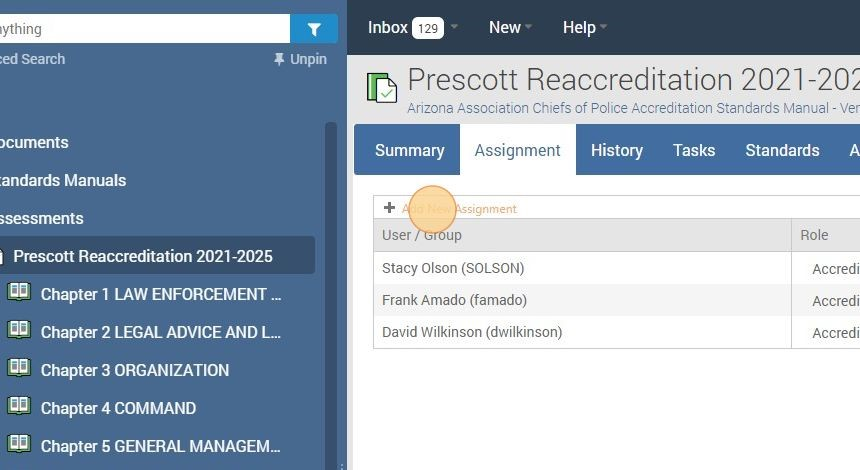 nything
ced Search Unpin
ocuments
tandards Manuals
ssessments
Prescott Reaccreditation 2021-2025
Chapter 1 LAW ENFORCEMENT ...
Chapter 2 LEGAL ADVICE AND L...
Chapter 3 ORGANIZATION
Chapter 4 COMMAND
Chapter 5 GENERAL MANAGEM...
Inbox 129 New Help
Prescott Reaccreditation 2021-202
Arizona Association Chiefs of Police Accreditation Standards Manual - Ver
Summary Assignment History Tasks Standards A
Add New Assignment
User / Group Role
Stacy Olson (SOLSON) Accredi
Frank Amado (famado) Accredi
David Wilkinson (dwilkinson) Accredi